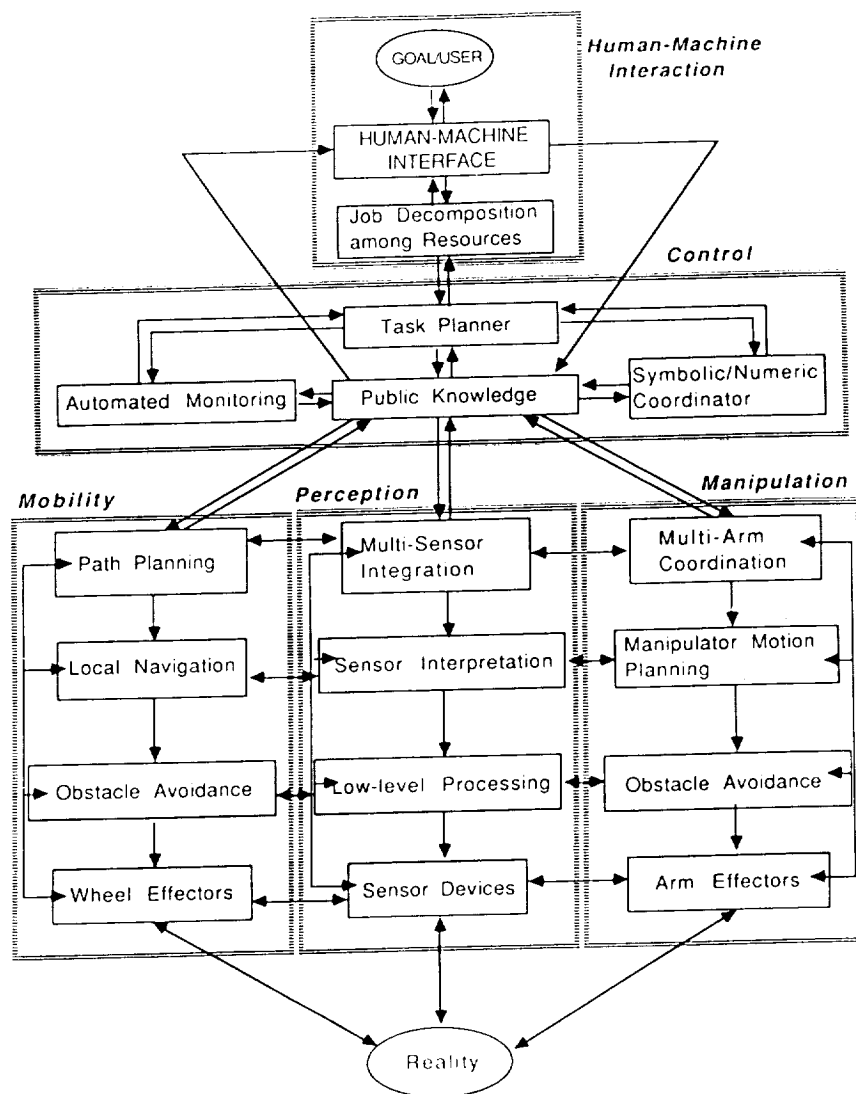 Human-Machine
Interaction
GOAL/USER
HUMAN-MACHINE
INTERFACE
Job Decomposition
among Resources
Control
Task Planner
Automated Monitoring
Public Knowledge
Symbolic/Numeric
Coordinator
Mobility
Perception
Manipulation
Path Planning
Multi-Sensor
Integration
Multi-Arm
Coordination
Local Navigation
Sensor Interpretation
Manipulator Motion
Planning
Obstacle Avoidance
Low-level Processing
Obstacle Avoidance
Wheel Effectors
Sensor Devices
Arm Effectors
Reality